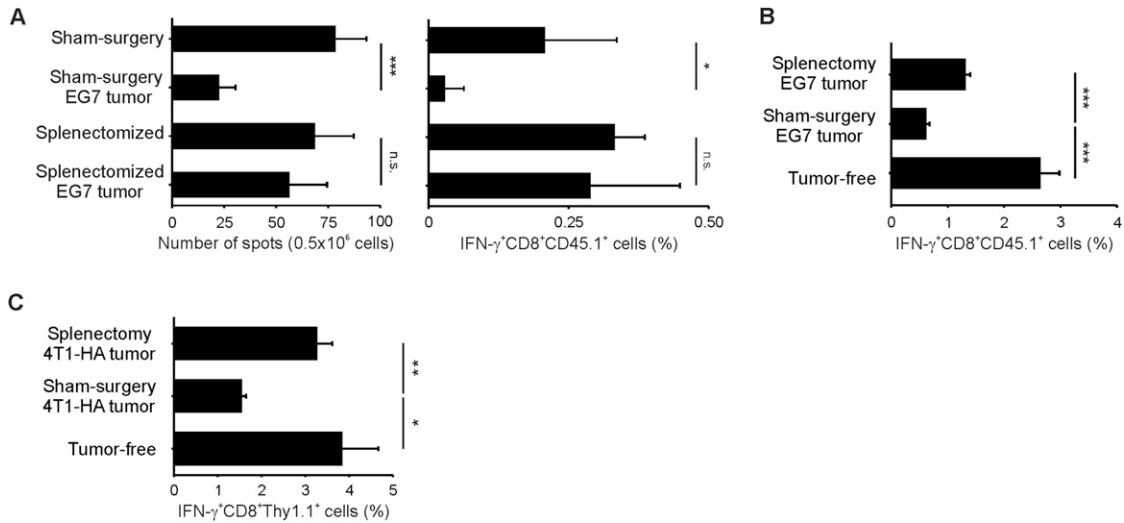 A
Sham-surgery
Sham-surgery
EG7 tumor
Splenectomized
Splenectomized
EG7 tumor
***
n.s.
0 25 50 75 100
Number of spots (0.5x10⁶ cells)
*
n.s.
0 0.25 0.50
IFN-γ⁺CD8⁺CD45.1⁺ cells (%)
B
Splenectomy
EG7 tumor
Sham-surgery
EG7 tumor
Tumor-free
***
***
0 1 2 3 4
IFN-γ⁺CD8⁺CD45.1⁺ cells (%)
C
Splenectomy
4T1-HA tumor
Sham-surgery
4T1-HA tumor
Tumor-free
**
*
0 1 2 3 4 5
IFN-γ⁺CD8⁺Thy1.1⁺ cells (%)